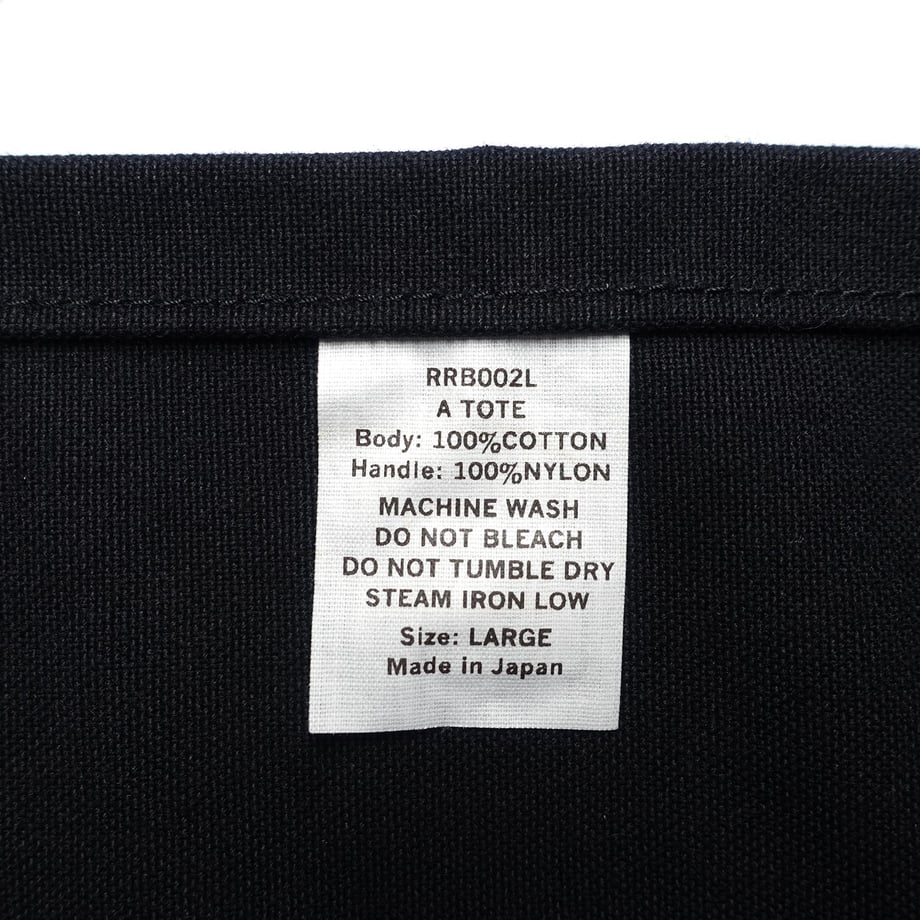 RRB002L
A TOTE
Body: 100%COTTON
Handle: 100%NYLON
MACHINE WASH
DO NOT BLEACH
DO NOT TUMBLE DRY
STEAM IRON LOW
Size: LARGE
Made in Japan